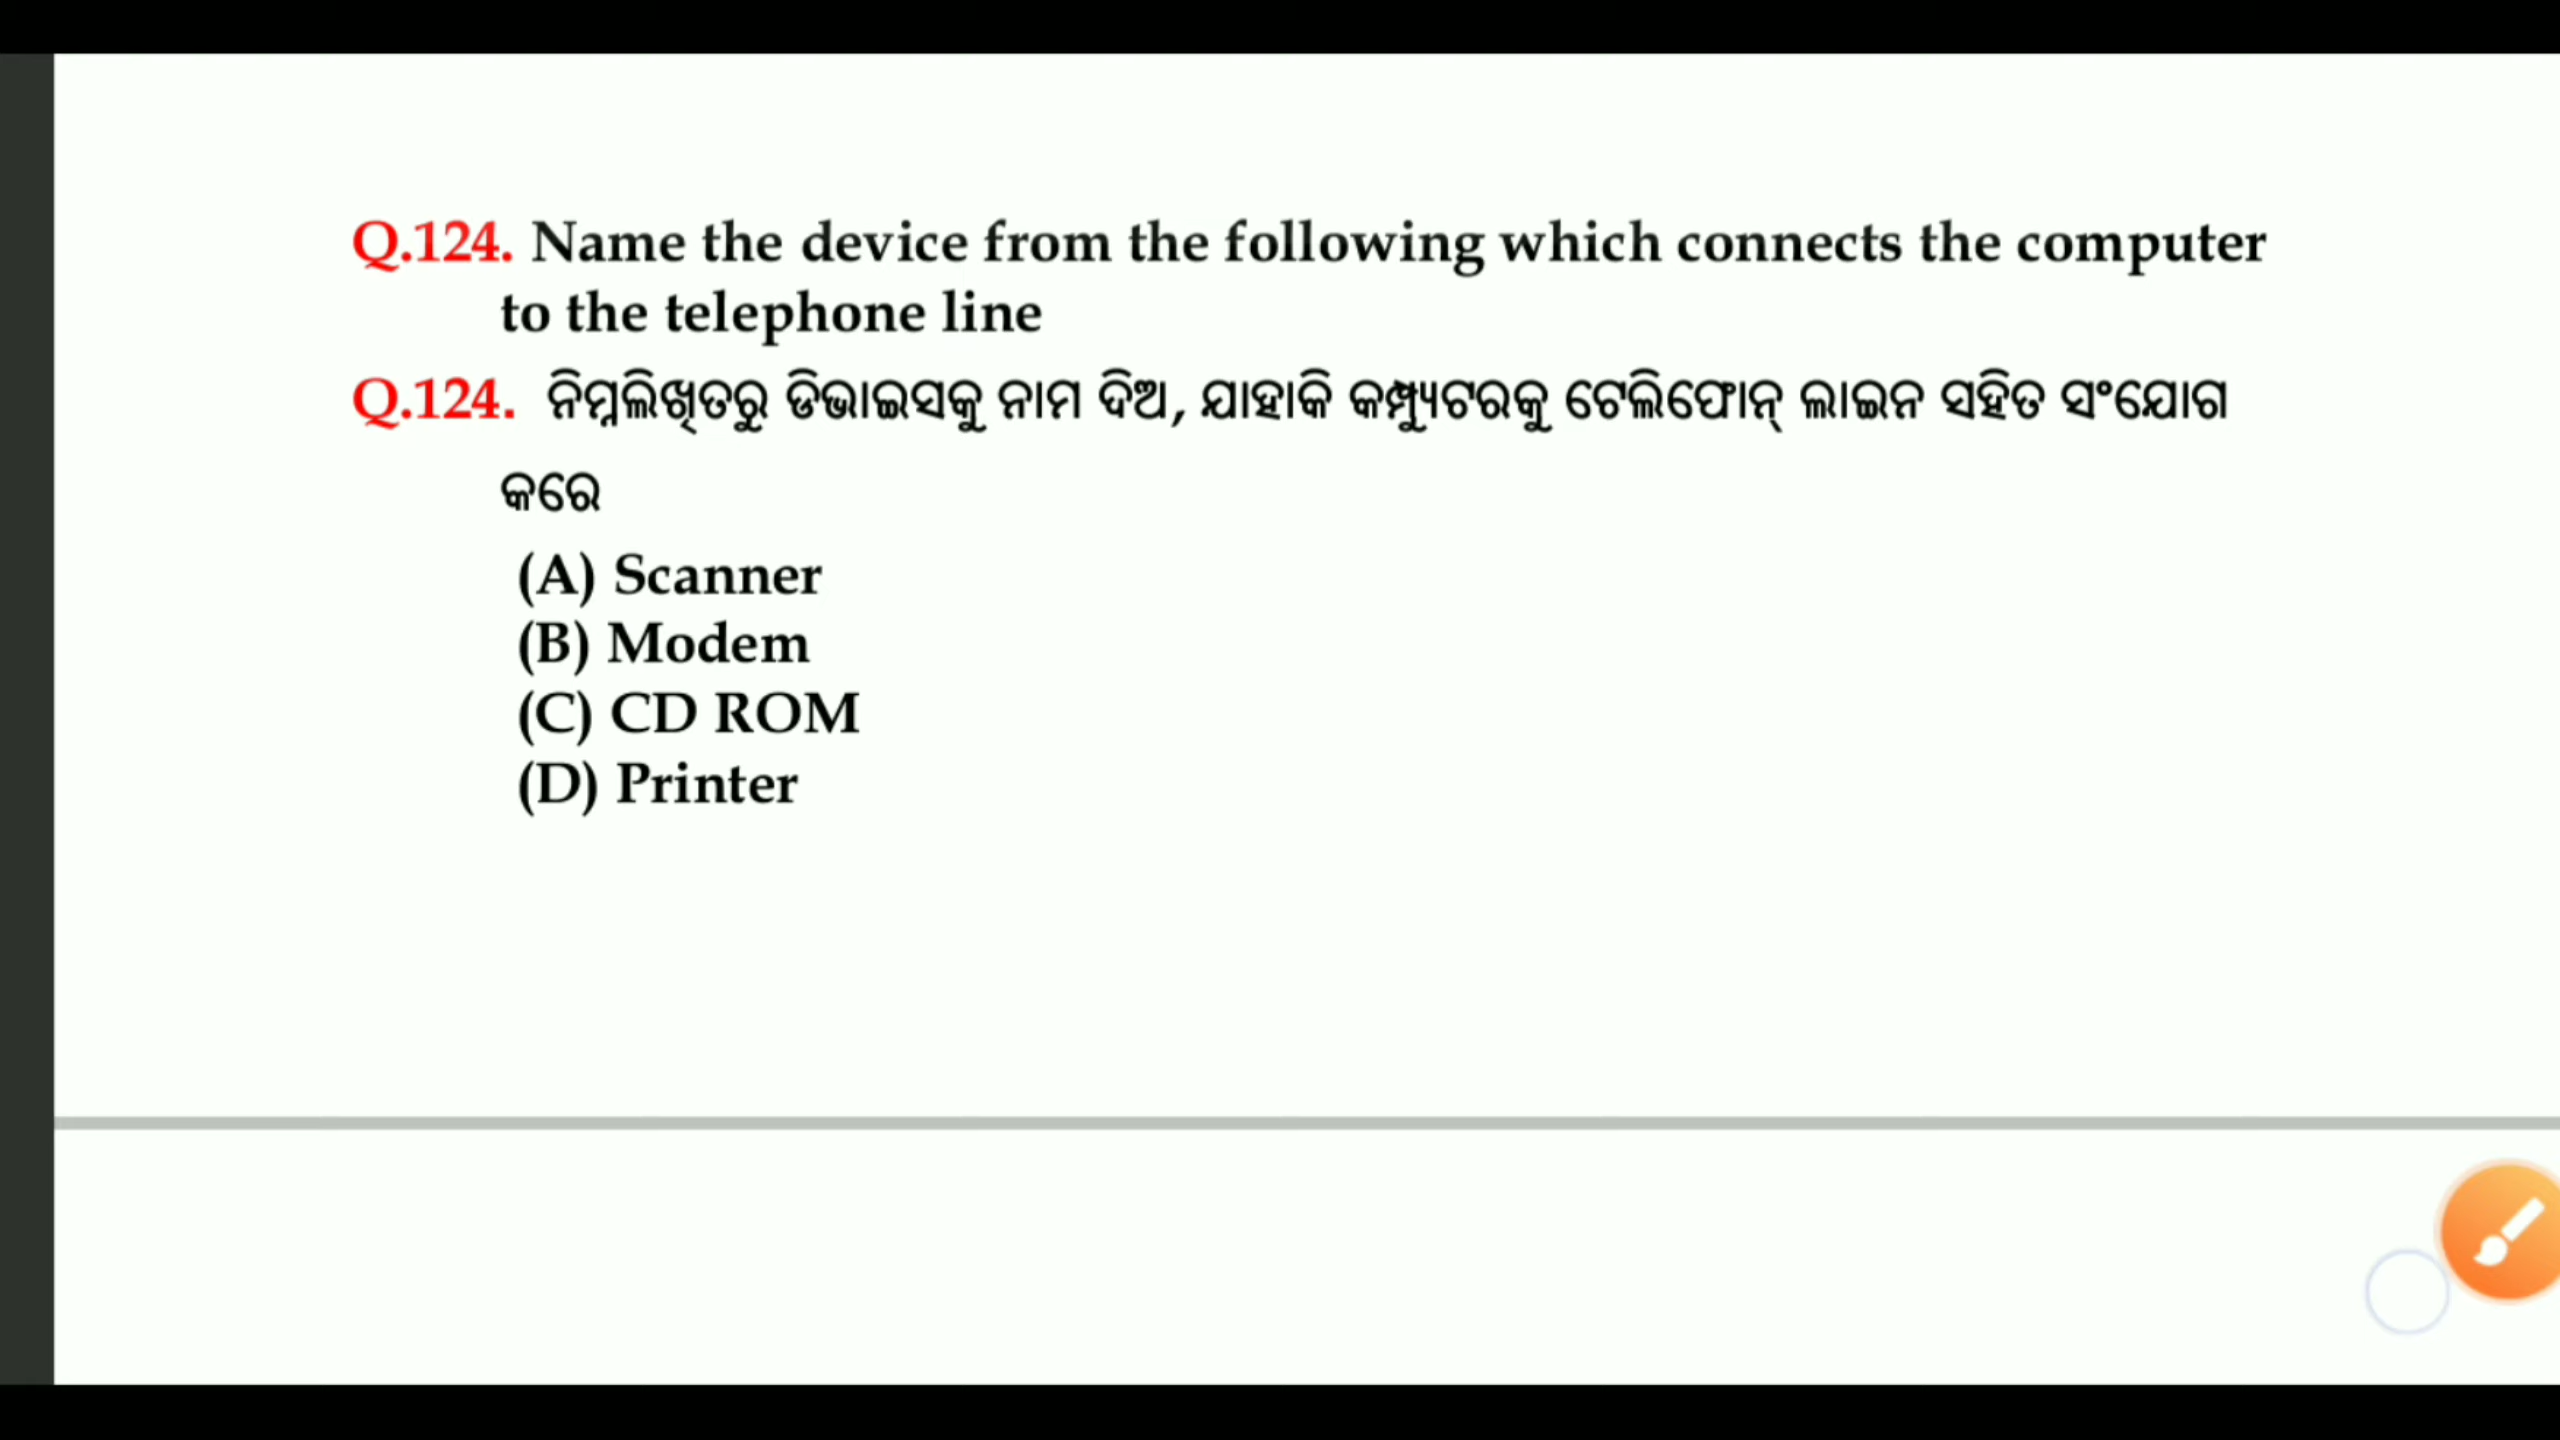 Q.124. Name the device from the following which connects the computer
to the telephone line
Q.124. ନିମ୍ନଲିଖିତରୁ ଡିଭାଇସକୁ ନାମ ଦିଅ, ଯାହାକି କମ୍ପ୍ୟୁଟରକୁ ଟେଲିଫୋନ୍ ଲାଇନ ସହିତ ସଂଯୋଗ
କରେ
(A) Scanner
(B) Modem
(C) CD ROM
(D) Printer